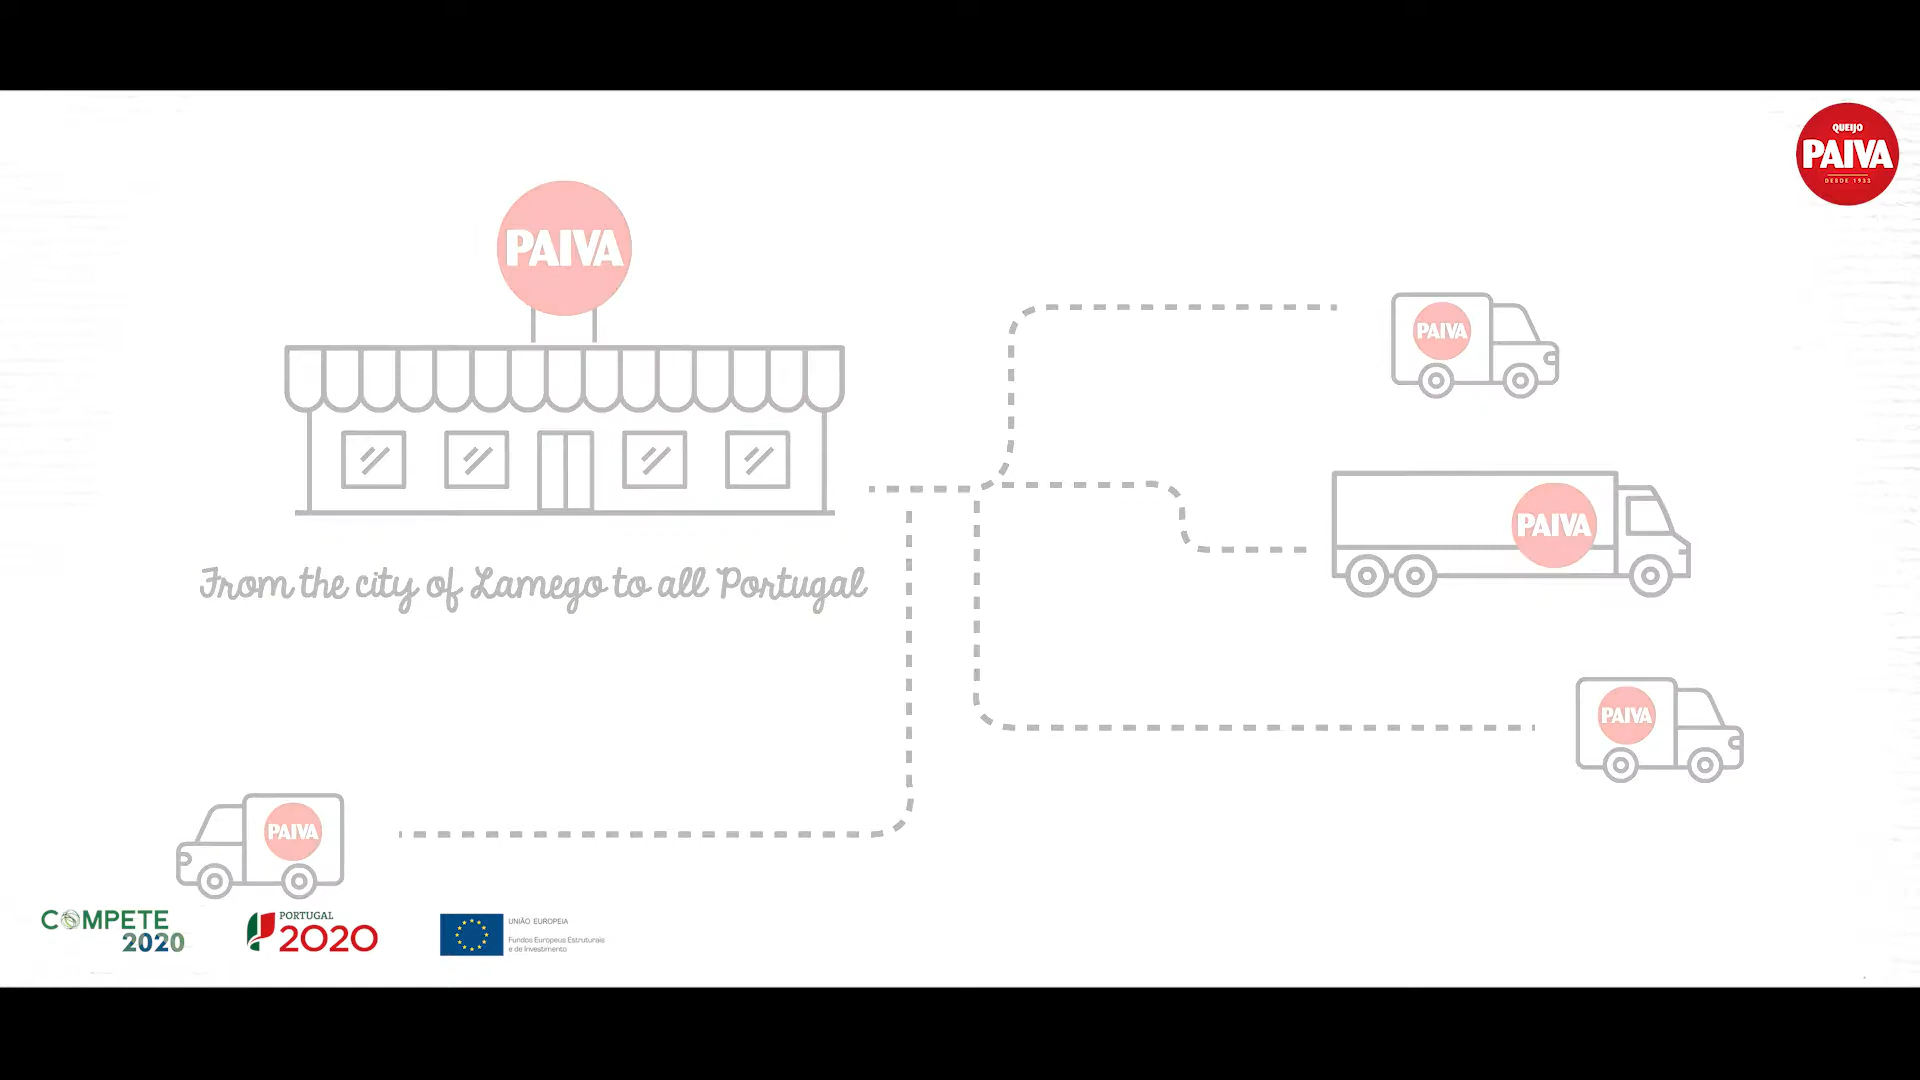 QUEIJO
PAIVA
DESDE 1933
PAIVA
PAIVA
PAIVA
From the city of Lamego to all Portugal
PAIVA
PAIVA
COMPETE
2020
PORTUGAL
2020
UNIÃO EUROPEIA
Fundos Europeus Estruturais
e de Investimento